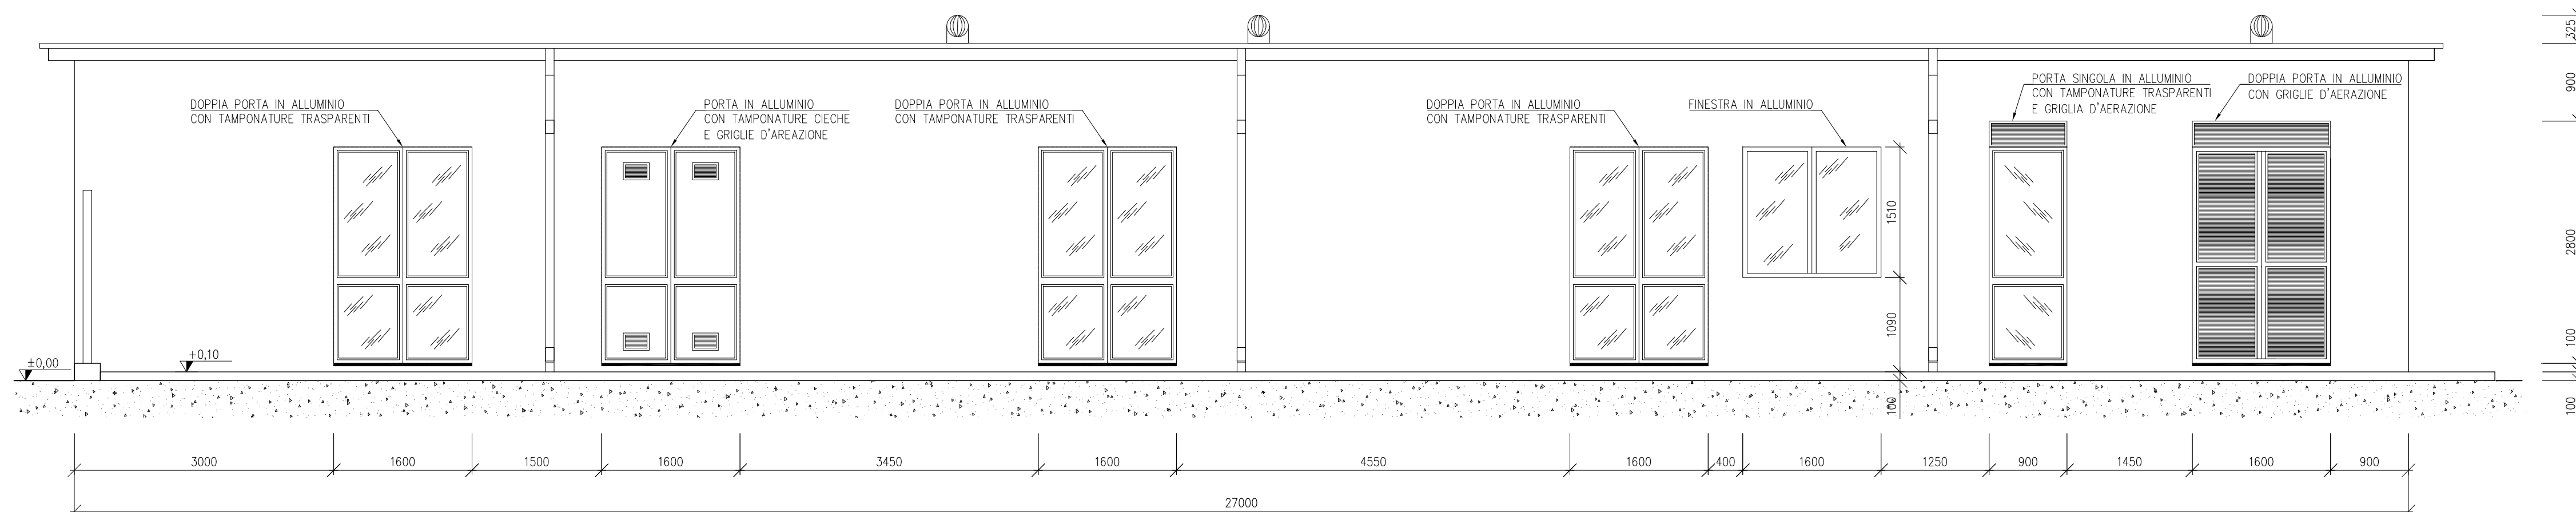 325
900
2800
100
100
DOPPIA PORTA IN ALLUMINIO
CON TAMPONATURE TRASPARENTI
PORTA IN ALLUMINIO
CON TAMPONATURE CIECHE
E GRIGLIE D'AREAZIONE
DOPPIA PORTA IN ALLUMINIO
CON TAMPONATURE TRASPARENTI
DOPPIA PORTA IN ALLUMINIO
CON TAMPONATURE TRASPARENTI
FINESTRA IN ALLUMINIO
PORTA SINGOLA IN ALLUMINIO
CON TAMPONATURE TRASPARENTI
E GRIGLIA D'AERAZIONE
DOPPIA PORTA IN ALLUMINIO
CON GRIGLIE D'AERAZIONE
1510
1090
100
±0,00
+0,10
3000 1600 1500 1600 3450 1600 4550 1600 400 1600 1250 900 1450 1600 900
27000